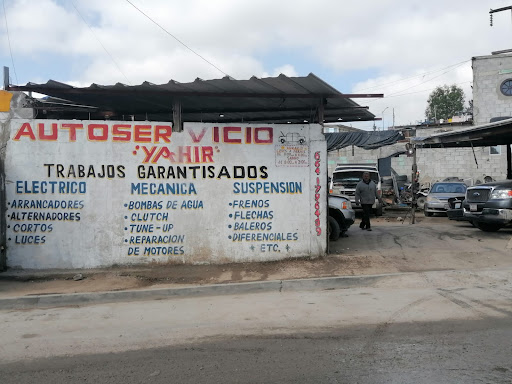 AUTOSERVICIO
"YAHIR"
TRABAJOS GARANTISADOS
ELECTRICO
• ARRANCADORES
• ALTERNADORES
• CORTOS
• LUCES
MECANICA
• BOMBAS DE AGUA
• CLUTCH
• TUNE-UP
• REPARACION
DE MOTORES
SUSPENSION
• FRENOS
• FLECHAS
• BALEROS
• DIFERENCIALES
+ ETC. +